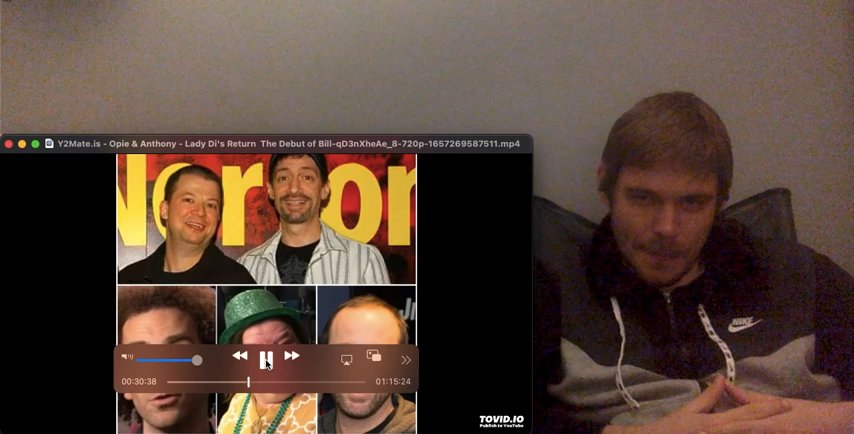 Y2Mate.is - Opie & Anthony - Lady Di's Return  The Debut of Bill-qD3nXheAe_8-720p-1657269587511.mp4
Norton
NIKE
00:30:38
01:15:24
TOVID.IO
Publish to YouTube